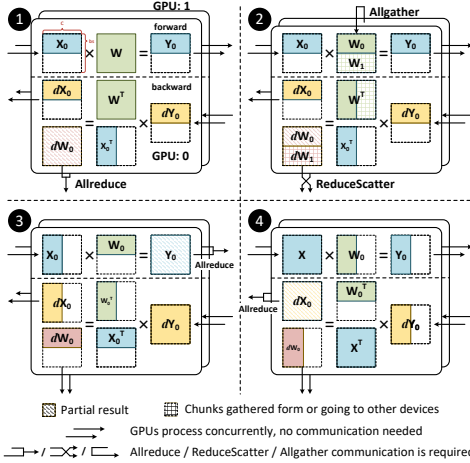 GPU: 1
Allgather
1
c
forward
bs
X₀ × W = Y₀
dX₀
backward
Wᵀ
dY₀
dW₀
X₀ᵀ
GPU: 0
Allreduce
2
X₀ × W₀ = Y₀
W₁
dX₀
Wᵀ
dY₀
dW₀
dW₁
X₀ᵀ
ReduceScatter
3
X₀ × W₀ = Y₀
Allreduce
dX₀
W₀ᵀ
dW₀ = X₀ᵀ × dY₀
4
X × W₀ = Y₀
Allreduce
dX₀
W₀ᵀ
dW₀ = Xᵀ × dY₀
Partial result
Chunks gathered form or going to other devices
GPUs process concurrently, no communication needed
/ / Allreduce / ReduceScatter / Allgather communication is require